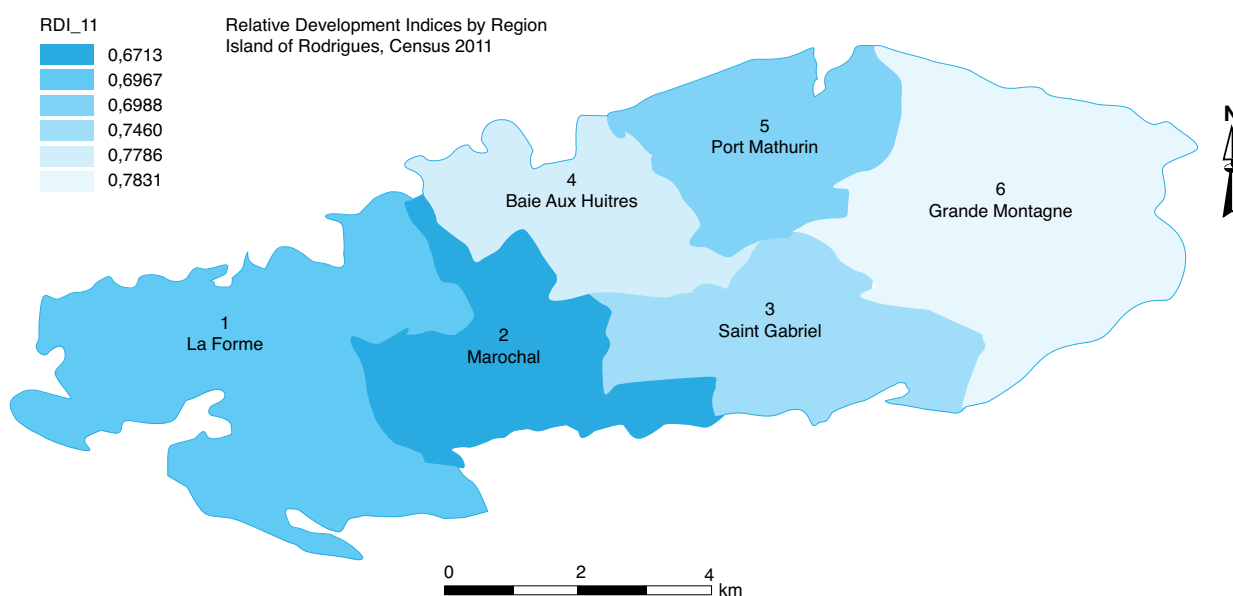 RDI_11
0,6713
0,6967
0,6988
0,7460
0,7786
0,7831
Relative Development Indices by Region
Island of Rodrigues, Census 2011
N
5
Port Mathurin
4
Baie Aux Huitres
6
Grande Montagne
1
La Forme
2
Marochal
3
Saint Gabriel
0 2 4
km